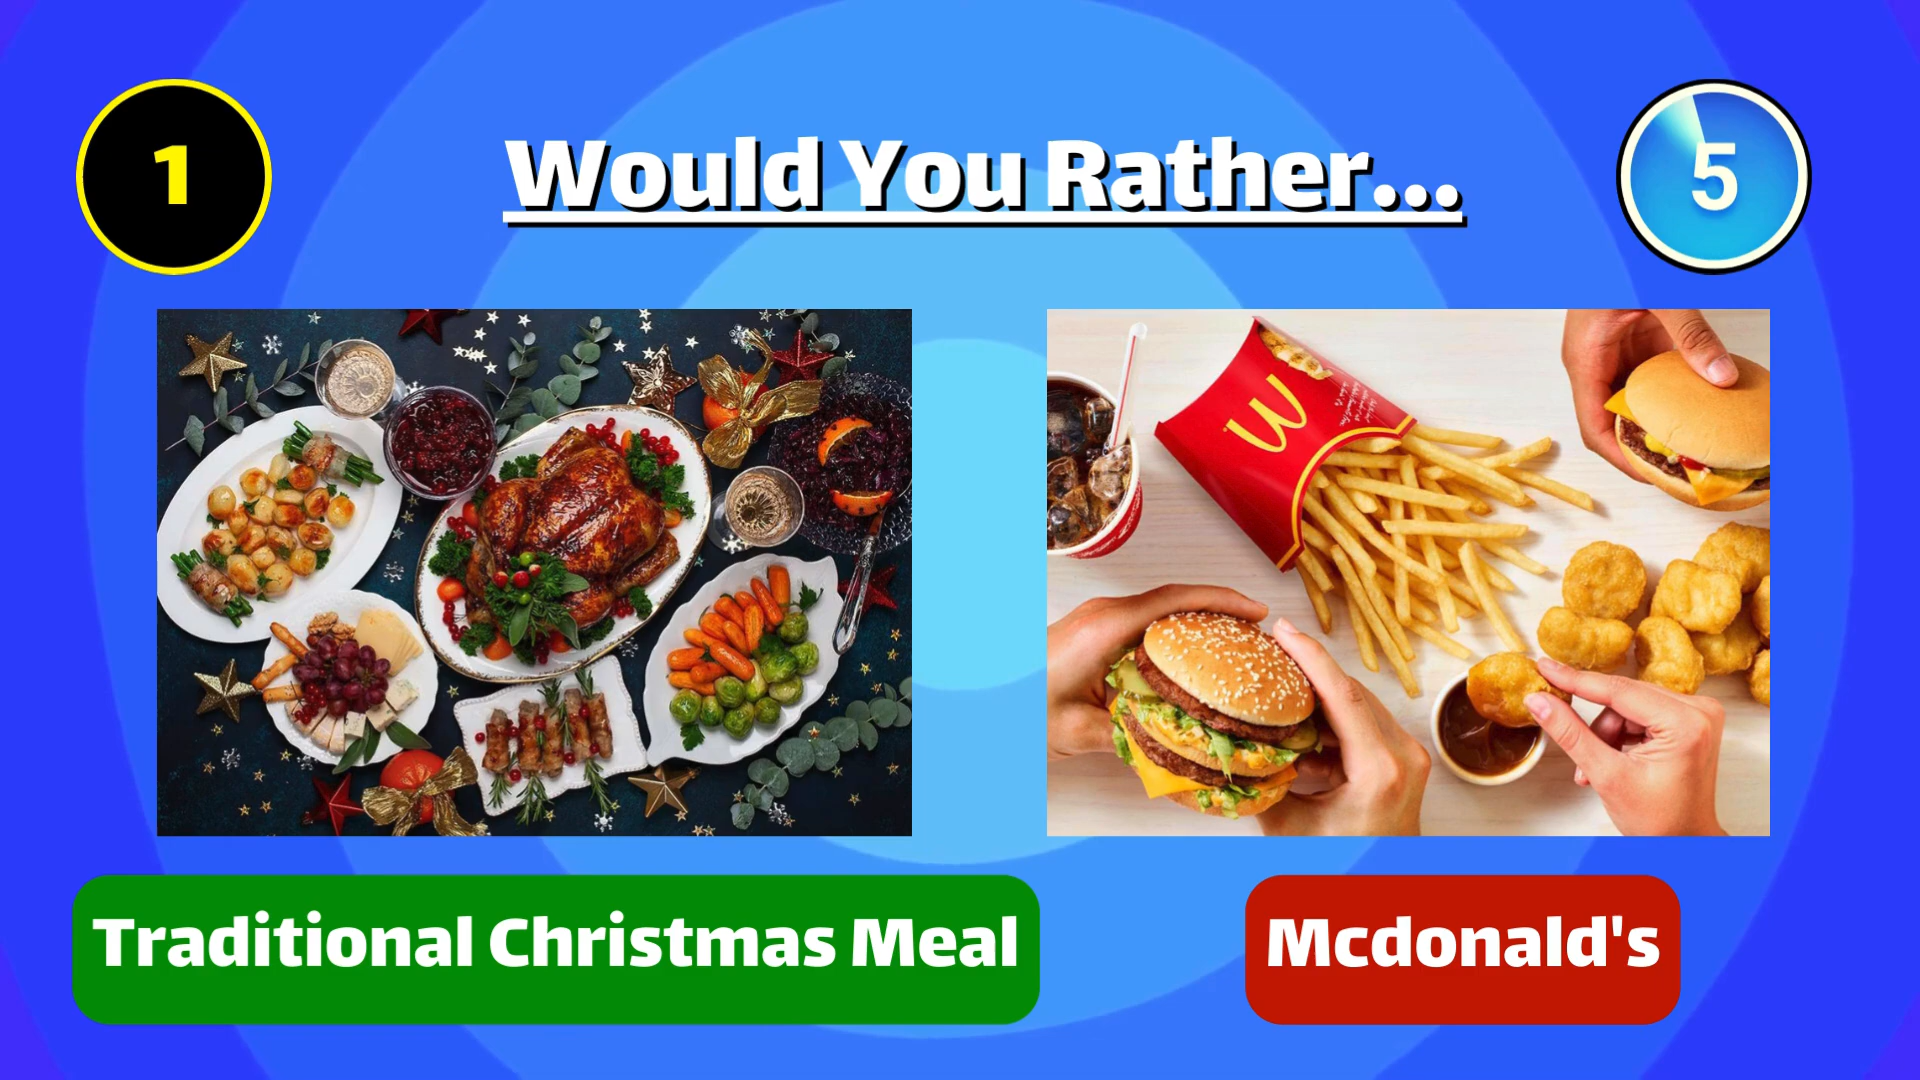 1
Would You Rather...
5
M
Traditional Christmas Meal
Mcdonald's